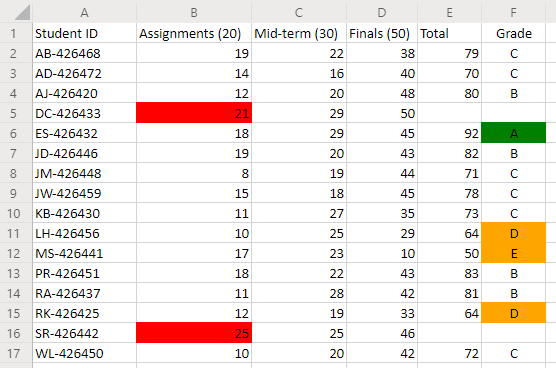 A B C D E F
1 Student ID Assignments (20) Mid-term (30) Finals (50) Total Grade
2 AB-426468 19 22 38 79 C
3 AD-426472 14 16 40 70 C
4 AJ-426420 12 20 48 80 B
5 DC-426433 21 29 50
6 ES-426432 18 29 45 92 A
7 JD-426446 19 20 43 82 B
8 JM-426448 8 19 44 71 C
9 JW-426459 15 18 45 78 C
10 KB-426430 11 27 35 73 C
11 LH-426456 10 25 29 64 D
12 MS-426441 17 23 10 50 E
13 PR-426451 18 22 43 83 B
14 RA-426437 11 28 42 81 B
15 RK-426425 12 19 33 64 D
16 SR-426442 25 25 46
17 WL-426450 10 20 42 72 C